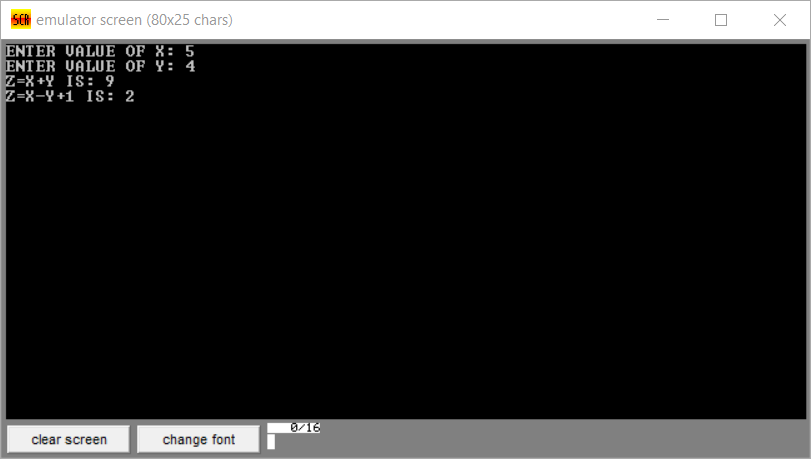 SCR emulator screen (80x25 chars)
ENTER VALUE OF X: 5
ENTER VALUE OF Y: 4
Z=X+Y IS: 9
Z=X-Y+1 IS: 2
clear screen
change font
0/16